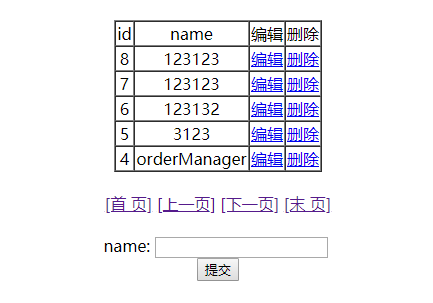 id name 编辑 删除
8 123123 编辑 删除
7 123123 编辑 删除
6 123132 编辑 删除
5 3123 编辑 删除
4 orderManager 编辑 删除
[首 页] [上一页] [下一页] [末 页]
name:
提交